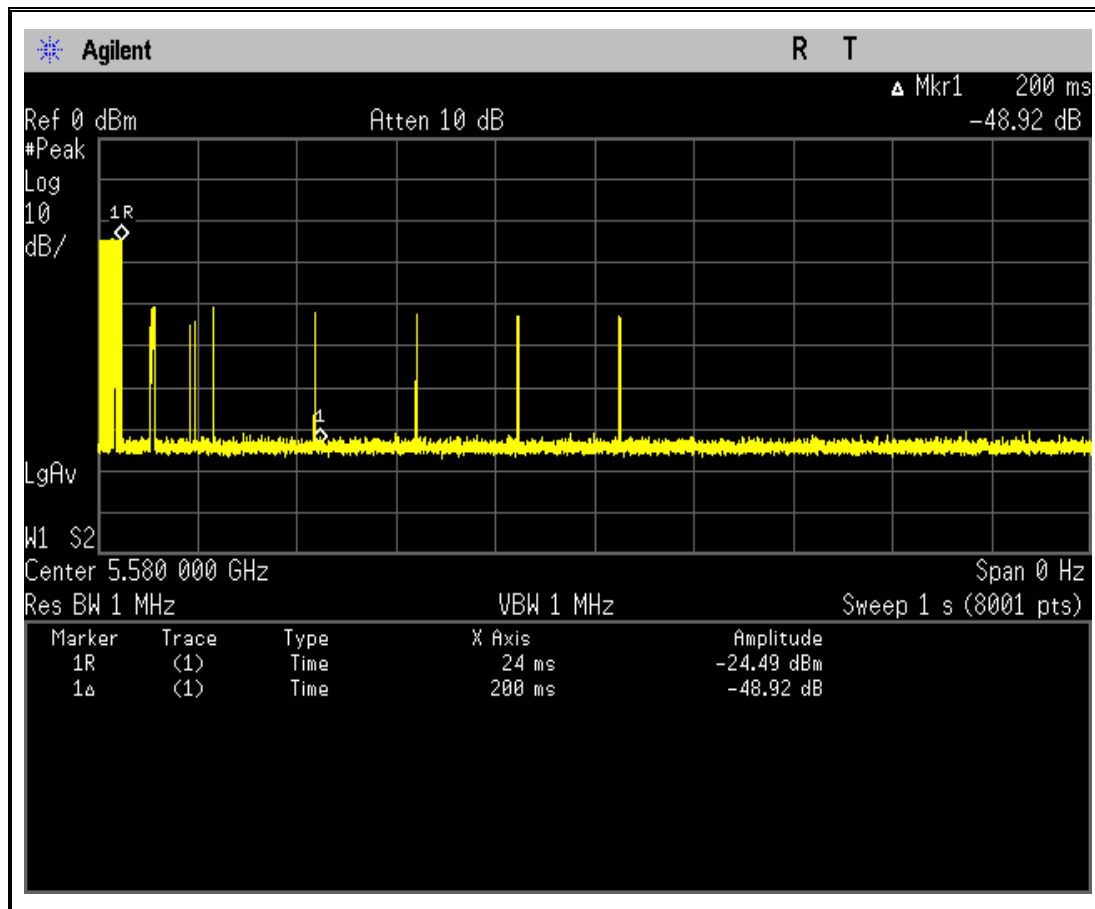 Agilent R T
Δ Mkr1 200 ms
Ref 0 dBm Atten 10 dB -48.92 dB
#Peak
Log
10
dB/
1R
1
LgAv
W1 S2
Center 5.580 000 GHz Span 0 Hz
Res BW 1 MHz VBW 1 MHz Sweep 1 s (8001 pts)
Marker Trace Type X Axis Amplitude
1R (1) Time 24 ms -24.49 dBm
1Δ (1) Time 200 ms -48.92 dB